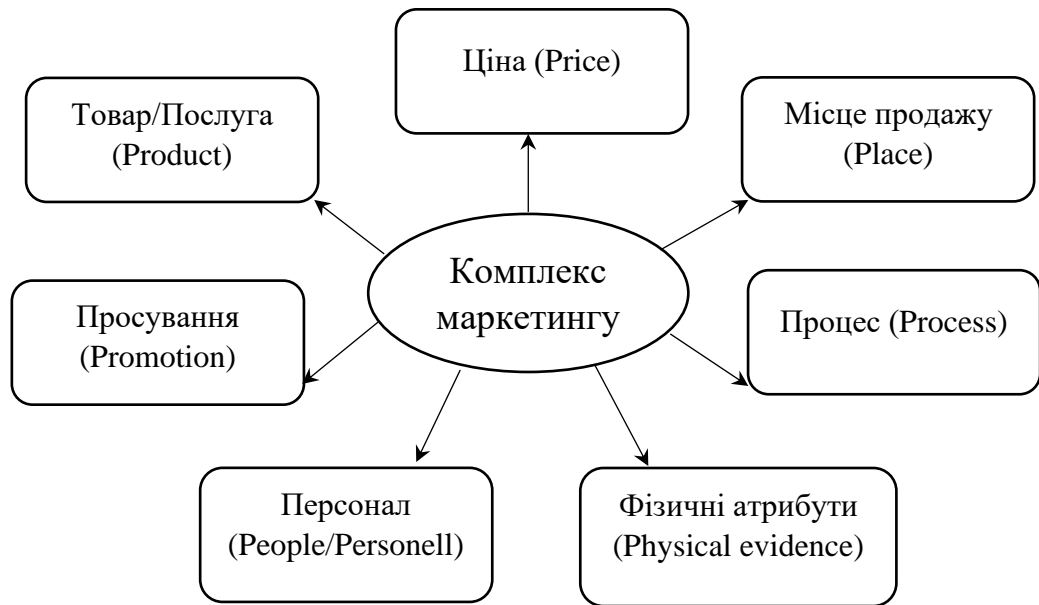 Ціна (Price)
Товар/Послуга
(Product)
Місце продажу
(Place)
Комплекс
маркетингу
Просування
(Promotion)
Процес (Process)
Персонал
(People/Personell)
Фізичні атрибути
(Physical evidence)